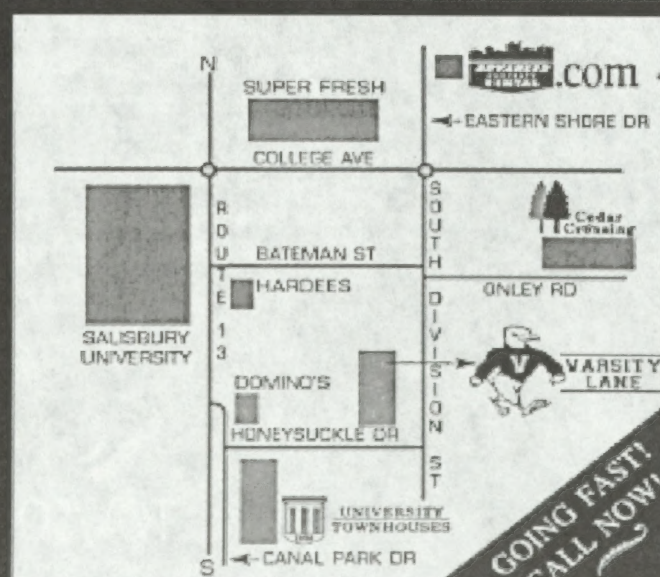 N
SUPER FRESH
.com
EASTERN SHORE DR
COLLEGE AVE
ROUTE 13
SOUTH DIVISION ST
BATEMAN ST
Cedar
Crossing
HARDEES
ONLEY RD
SALISBURY
UNIVERSITY
V
VARSITY
LANE
DOMINO'S
HONEYSUCKLE DR
UNIVERSITY
TOWNHOUSES
CANAL PARK DR
S
GOING FAST!
CALL NOW!